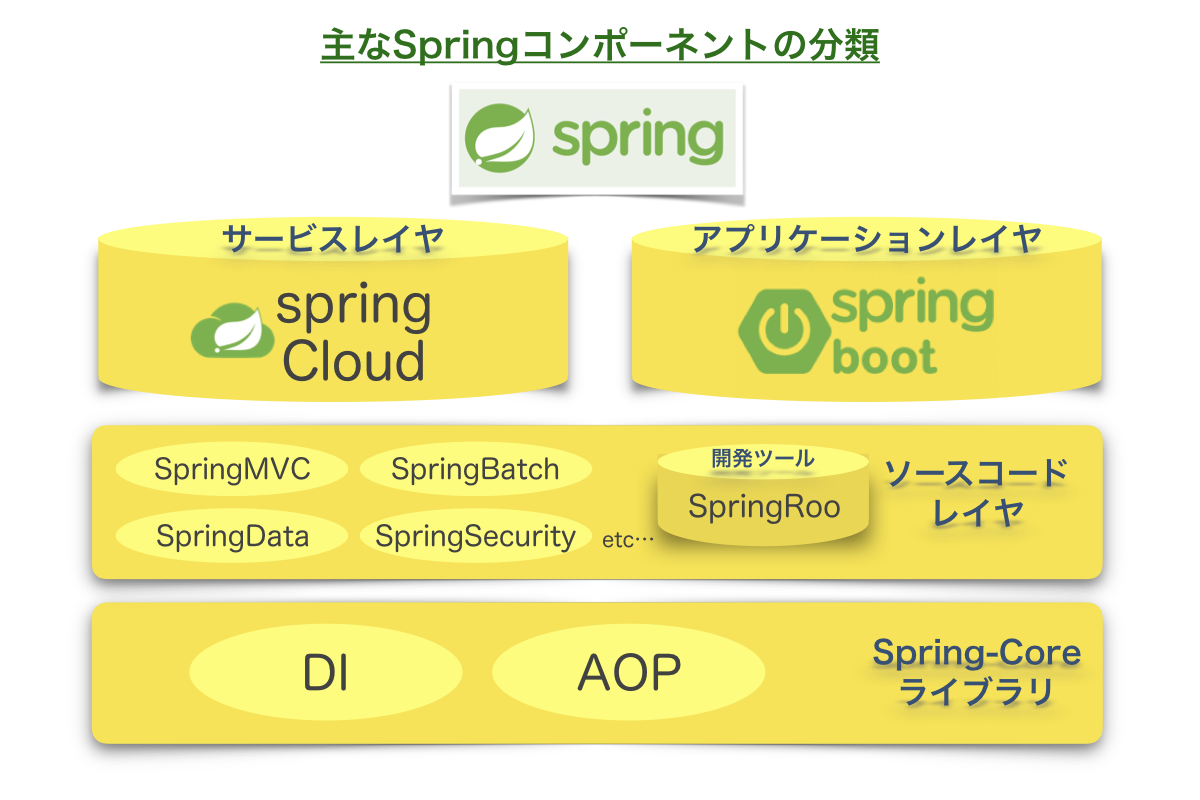 主なSpringコンポーネントの分類
spring
サービスレイヤ
spring
Cloud
アプリケーションレイヤ
spring
boot
SpringMVC
SpringBatch
SpringData
SpringSecurity
etc…
開発ツール
SpringRoo
ソースコード
レイヤ
DI
AOP
Spring-Core
ライブラリ